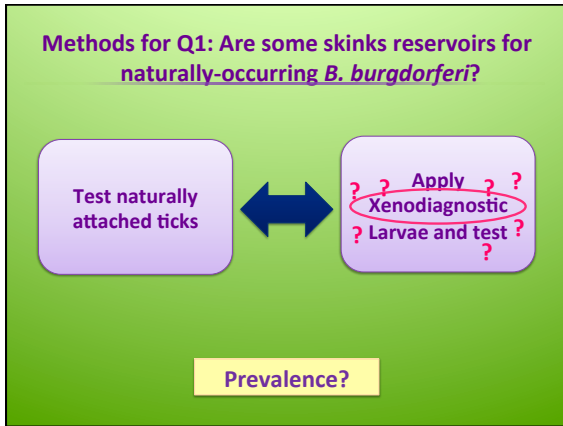 Methods for Q1: Are some skinks reservoirs for
naturally-occurring B. burgdorferi?
Test naturally
attached ticks
? ? Apply ? ?
Xenodiagnostic
? Larvae and test ?
?
Prevalence?